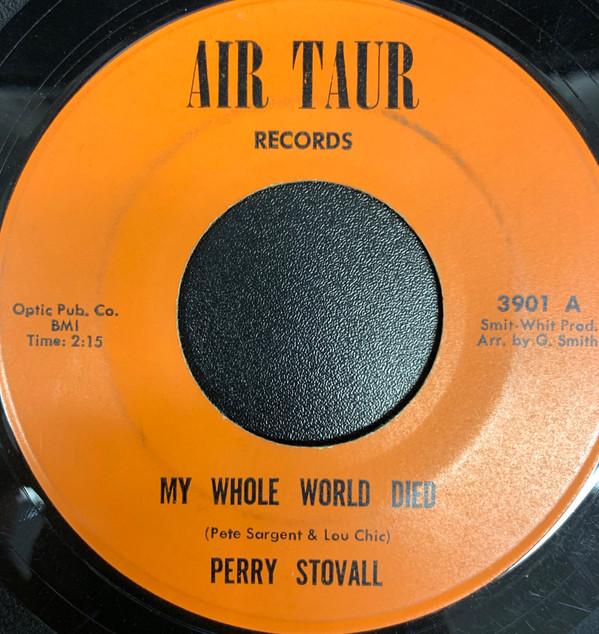 AIR TAUR
RECORDS
Optic Pub. Co.
BMI
Time: 2:15
3901 A
Smit-Whit Prod.
Arr. by G. Smith
MY WHOLE WORLD DIED
(Pete Sargent & Lou Chic)
PERRY STOVALL